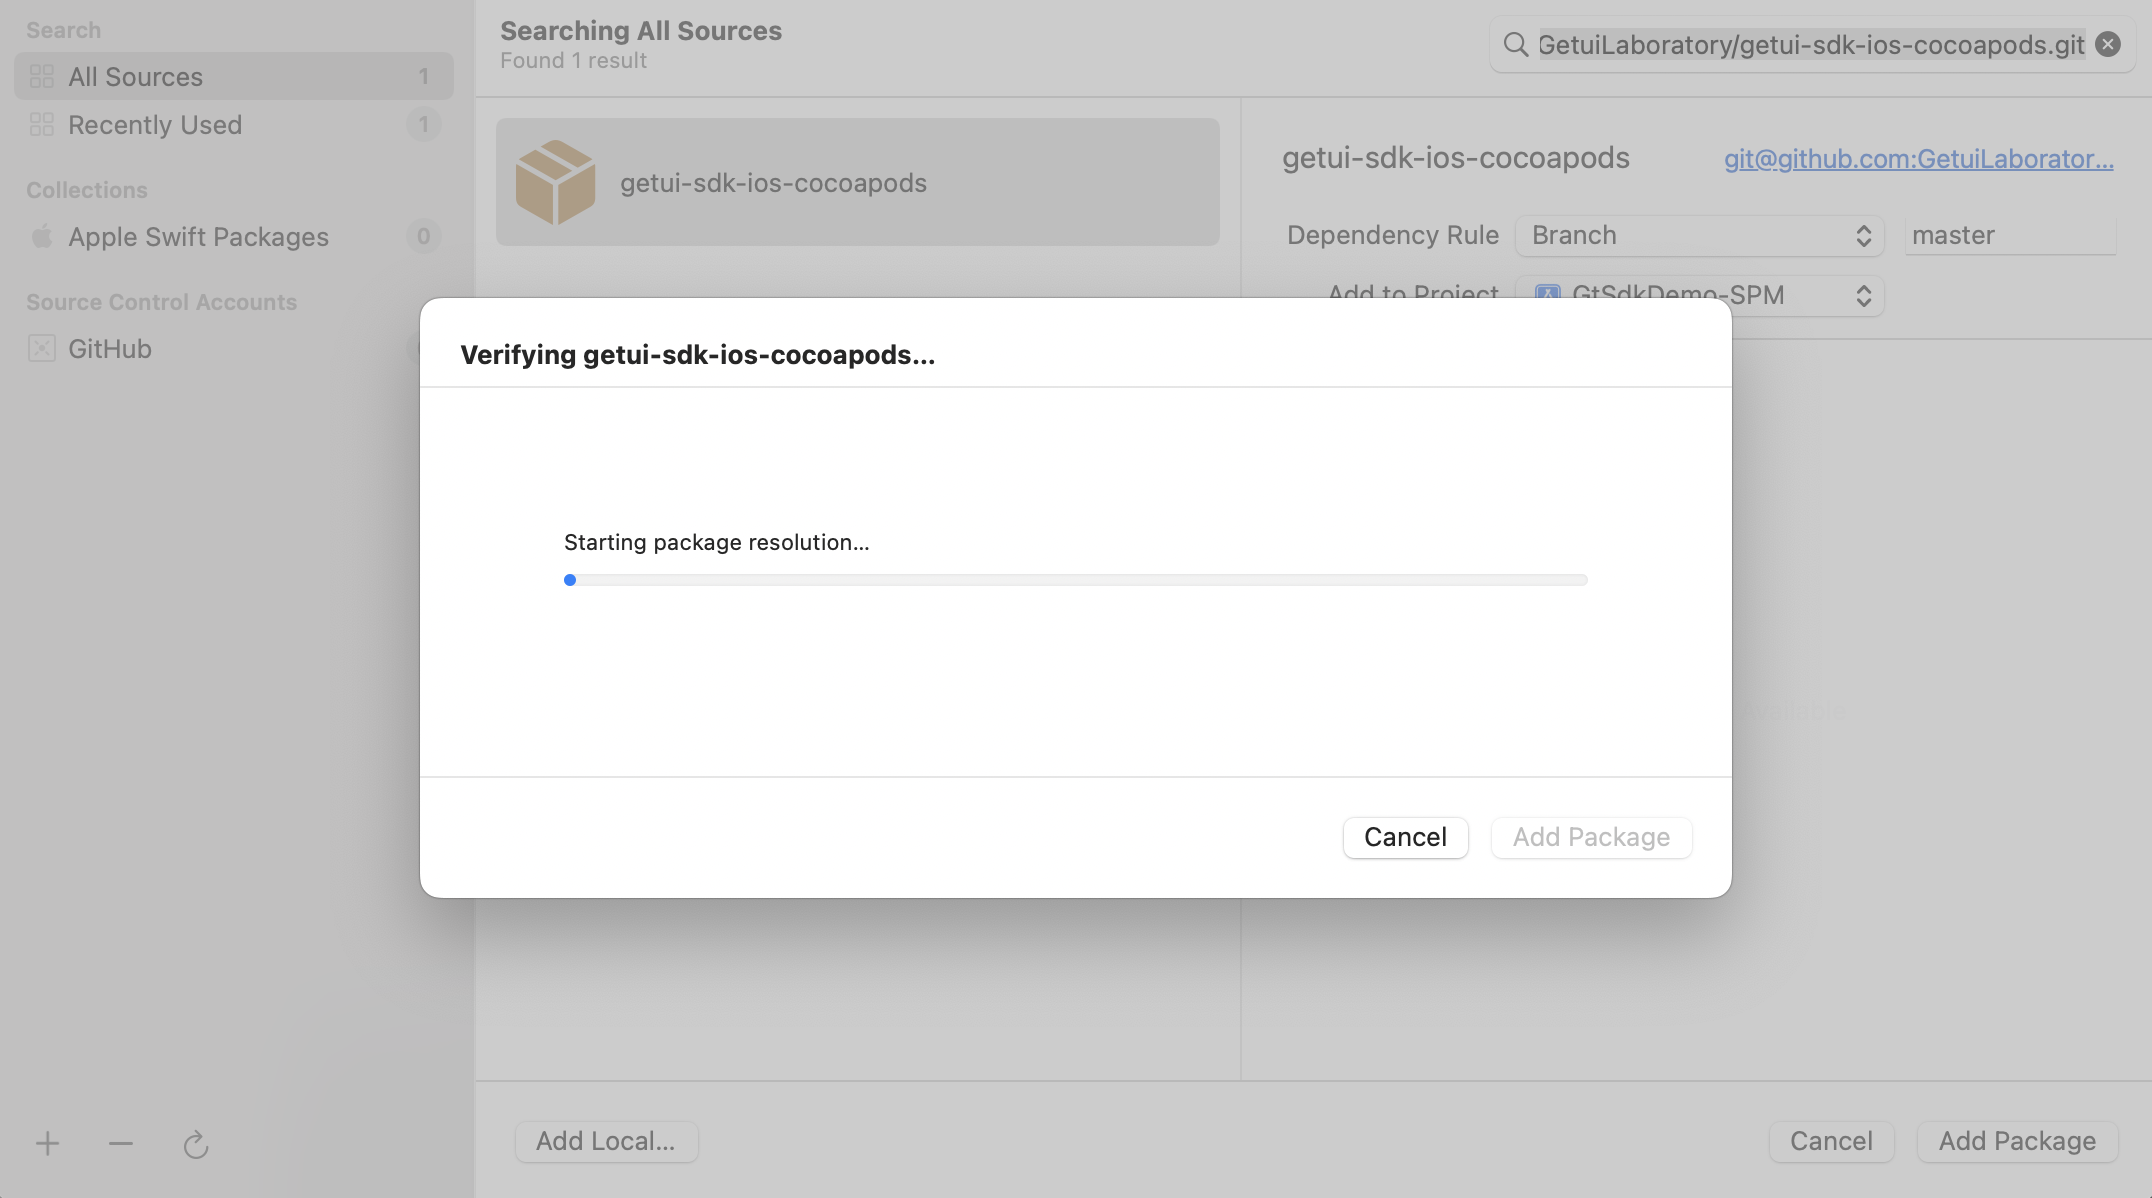 Search
All Sources 1
Recently Used 1
Collections
Apple Swift Packages 0
Source Control Accounts
GitHub
Searching All Sources
Found 1 result
GetuiLaboratory/getui-sdk-ios-cocoapods.git
getui-sdk-ios-cocoapods
getui-sdk-ios-cocoapods
git@github.com:GetuiLaborator...
Dependency Rule Branch master
Add to Project GtSdkDemo-SPM
Verifying getui-sdk-ios-cocoapods...
Starting package resolution...
Cancel Add Package
Add Local...
Cancel Add Package